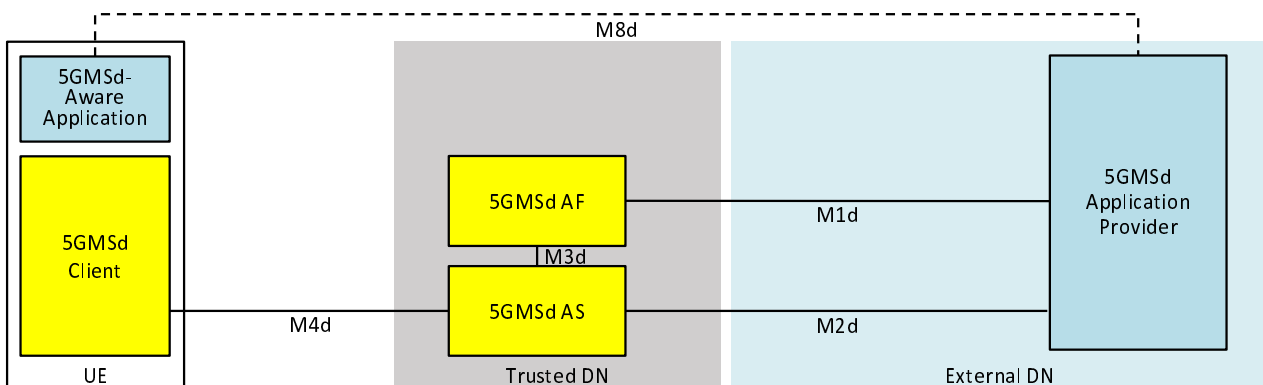 M8d
5GMSd-
Aware
Application
5GMSd
Client
5GMSd AF
M3d
5GMSd AS
M4d
M1d
M2d
5GMSd
Application
Provider
UE
Trusted DN
External DN